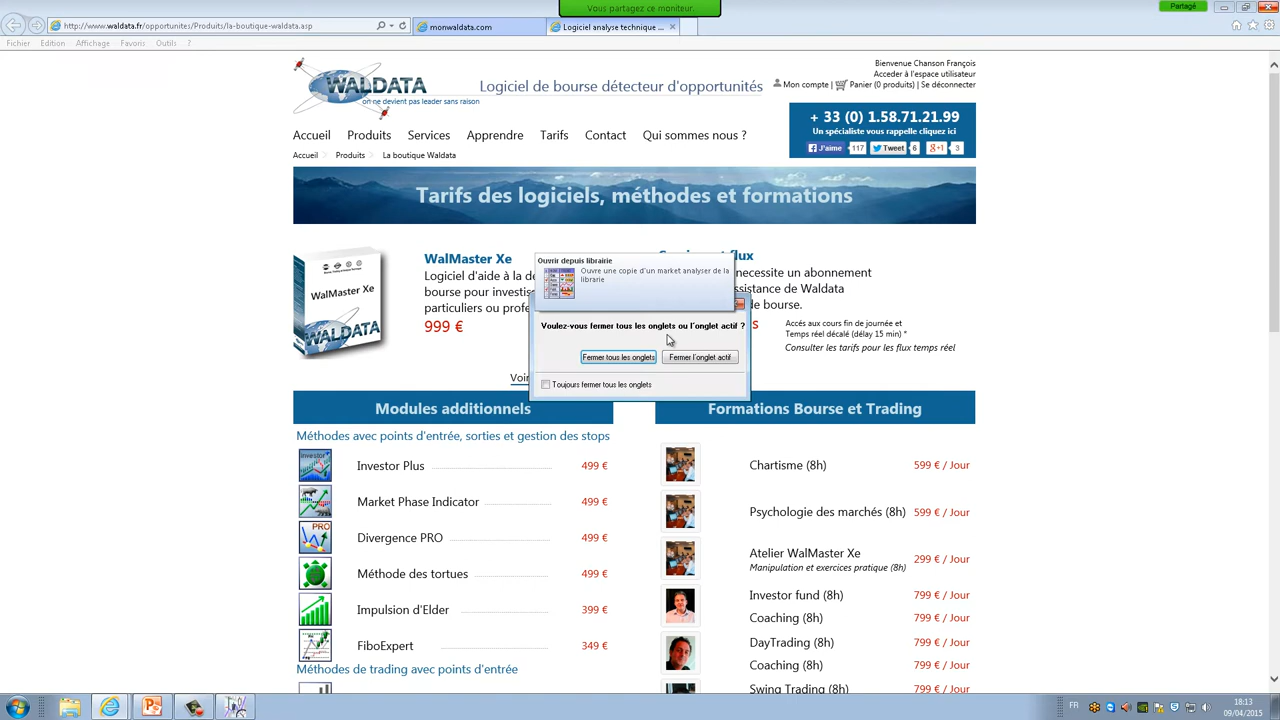 Vous partagez ce moniteur.
Partagé
http://www.waldata.fr/opportunites/Produits/la-boutique-waldata.asp
monwaldata.com
Logiciel analyse technique ...
Fichier Edition Affichage Favoris Outils ?
Bienvenue Chanson François
Acceder à l'espace utilisateur
Mon compte | Panier (0 produits) | Se déconnecter
WALDATA
on ne devient pas leader sans raison
Logiciel de bourse détecteur d'opportunités
+ 33 (0) 1.58.71.21.99
Un spécialiste vous rappelle cliquez ici
J'aime 117 Tweet 6 +1 3
Accueil Produits Services Apprendre Tarifs Contact Qui sommes nous ?
Accueil Produits La boutique Waldata
Tarifs des logiciels, méthodes et formations
WalMaster Xe
WALDATA
WalMaster Xe
Logiciel d'aide à la d
bourse pour investis
particuliers ou profe
999 €
Voir
flux
necessite un abonnement
ssistance de Waldata
de bourse.
s
Accés aux cours fin de journée et
Temps réel décalé (délay 15 min) *
Consulter les tarifs pour les flux temps réel
Ouvrir depuis librairie
Ouvre une copie d'un market analyser de la
librarie
Voulez-vous fermer tous les onglets ou l'onglet actif ?
Fermer tous les onglets Fermer l'onglet actif
Toujours fermer tous les onglets
Modules additionnels
Méthodes avec points d'entrée, sorties et gestion des stops
Investor Plus 499 €
Market Phase Indicator 499 €
PRO
Divergence PRO 499 €
Méthode des tortues 499 €
Impulsion d'Elder 399 €
FiboExpert 349 €
Méthodes de trading avec points d'entrée
Formations Bourse et Trading
Chartisme (8h) 599 € / Jour
Psychologie des marchés (8h) 599 € / Jour
Atelier WalMaster Xe 299 € / Jour
Manipulation et exercices pratique (8h)
Investor fund (8h) 799 € / Jour
Coaching (8h) 799 € / Jour
DayTrading (8h) 799 € / Jour
Coaching (8h) 799 € / Jour
Swing Trading (8h) 799 € / Jour
FR
18:13
09/04/2015